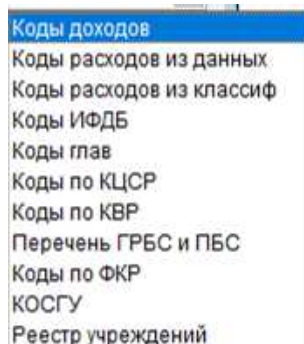 Коды доходов
Коды расходов из данных
Коды расходов из классиф
Коды ИФДБ
Коды глав
Коды по КЦСР
Коды по КВР
Перечень ГРБС и ПБС
Коды по ФКР
КОСГУ
Реестр учреждений